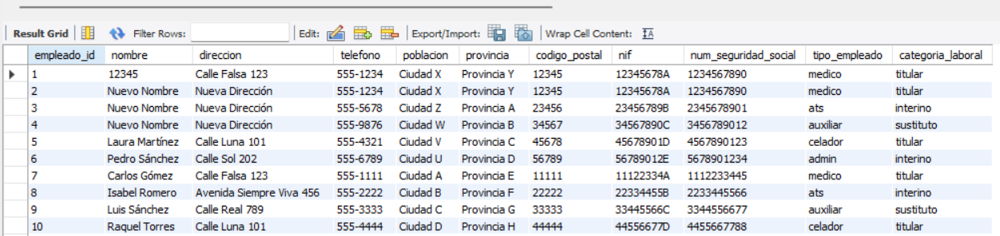 Result Grid Filter Rows: Edit: Export/Import: Wrap Cell Content: IA
empleado_id nombre direccion telefono poblacion provincia codigo_postal nif num_seguridad_social tipo_empleado categoria_laboral
1 12345 Calle Falsa 123 555-1234 Ciudad X Provincia Y 12345 12345678A 1234567890 medico titular
2 Nuevo Nombre Nueva Dirección 555-1234 Ciudad X Provincia Y 12345 12345678A 1234567890 medico titular
3 Nuevo Nombre Nueva Dirección 555-5678 Ciudad Z Provincia A 23456 23456789B 2345678901 ats interino
4 Nuevo Nombre Nueva Dirección 555-9876 Ciudad W Provincia B 34567 34567890C 3456789012 auxiliar sustituto
5 Laura Martínez Calle Luna 101 555-4321 Ciudad V Provincia C 45678 45678901D 4567890123 celador titular
6 Pedro Sánchez Calle Sol 202 555-6789 Ciudad U Provincia D 56789 56789012E 5678901234 admin interino
7 Carlos Gómez Calle Falsa 123 555-1111 Ciudad A Provincia E 11111 11122334A 1112233445 medico titular
8 Isabel Romero Avenida Siempre Viva 456 555-2222 Ciudad B Provincia F 22222 22334455B 2233445566 ats interino
9 Luis Sánchez Calle Real 789 555-3333 Ciudad C Provincia G 33333 33445566C 3344556677 auxiliar sustituto
10 Raquel Torres Calle Luna 101 555-4444 Ciudad D Provincia H 44444 44556677D 4455667788 celador titular